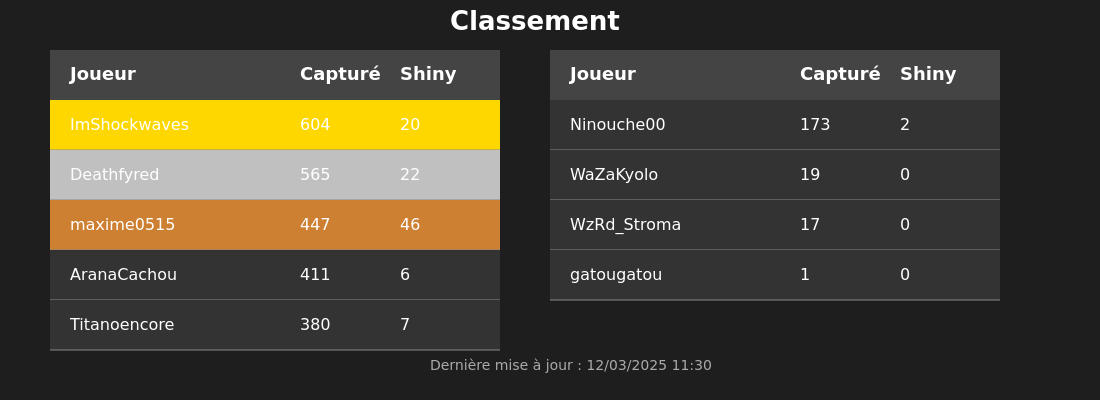 Classement
Joueur Capturé Shiny
ImShockwaves 604 20
Deathfyred 565 22
maxime0515 447 46
AranaCachou 411 6
Titanoencore 380 7
Joueur Capturé Shiny
Ninouche00 173 2
WaZaKyolo 19 0
WzRd_Stroma 17 0
gatougatou 1 0
Dernière mise à jour : 12/03/2025 11:30